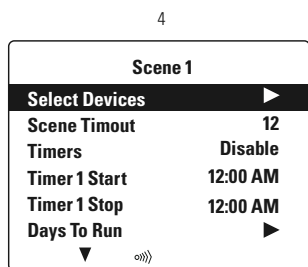 4
Scene 1
Select Devices ▶
Scene Timout 12
Timers Disable
Timer 1 Start 12:00 AM
Timer 1 Stop 12:00 AM
Days To Run ▶
▼